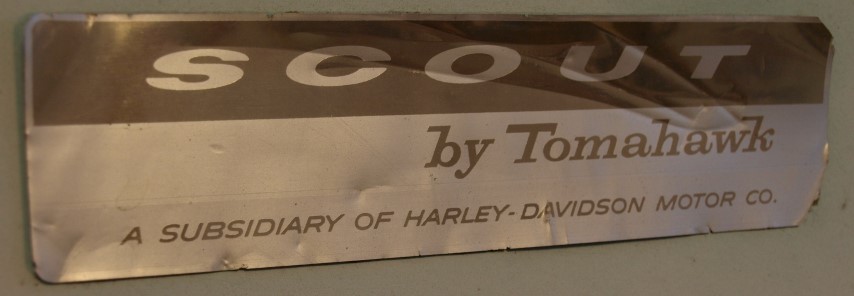 SCOUT
by Tomahawk
A SUBSIDIARY OF HARLEY-DAVIDSON MOTOR CO.